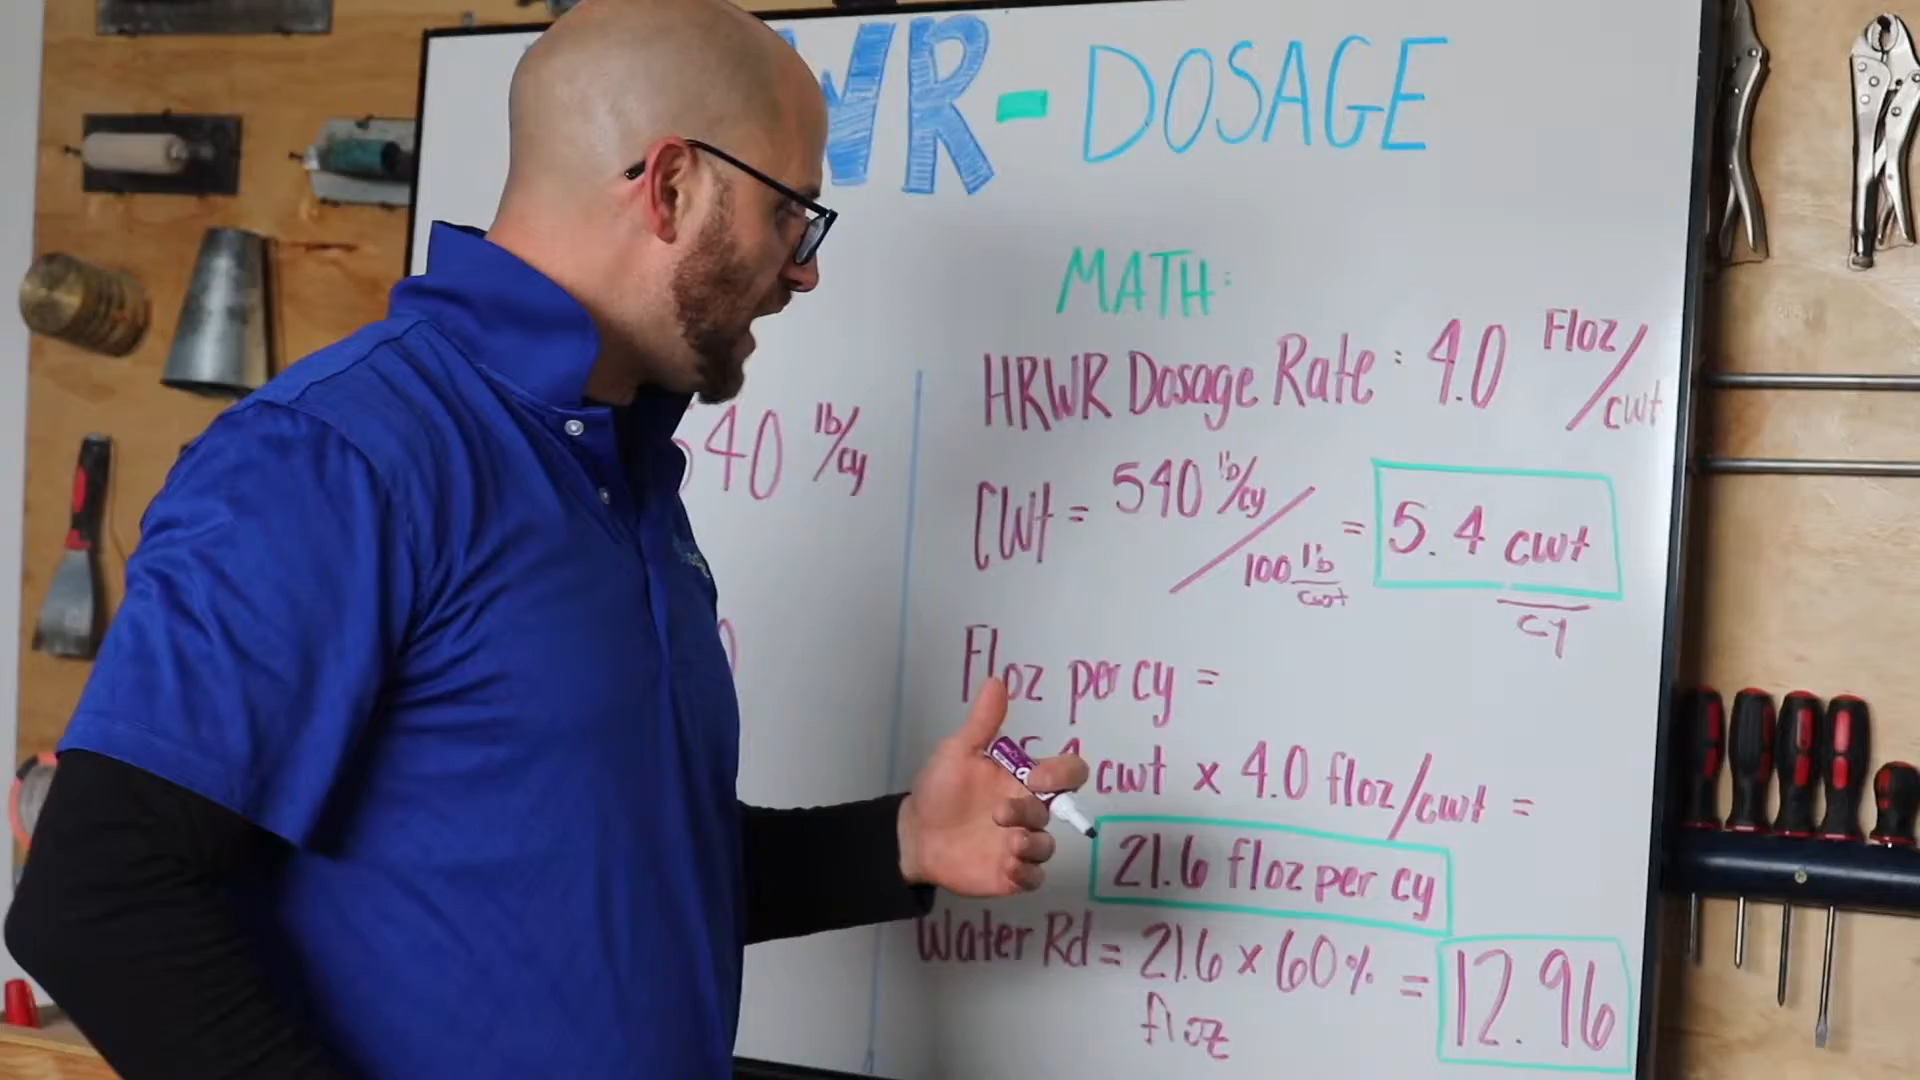 WR - DOSAGE
MATH:
HRWR Dosage Rate: 4.0 Floz/cwt
540 lb/cy
Cwt = 540 lb/cy / 100 lb/cwt = 5.4 cwt/cy
Floz per cy =
5.4 cwt x 4.0 floz/cwt =
21.6 floz per cy
Water Rd = 21.6 x 60% = 12.96
floz